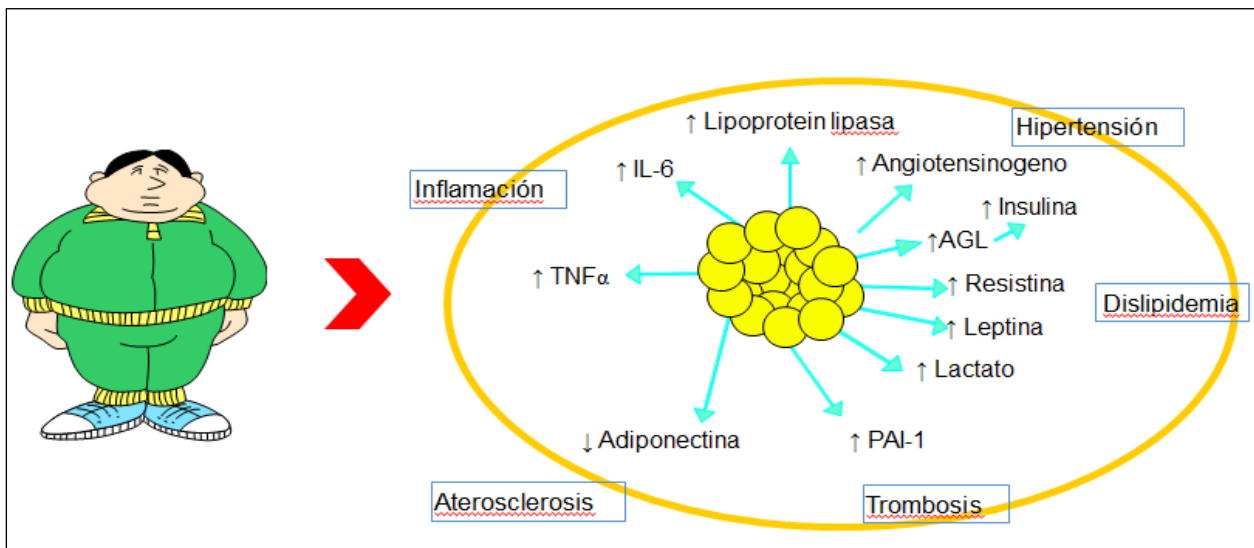 ↑ Lipoprotein lipasa
Hipertensión
↑ IL-6
↑ Angiotensinogeno
Inflamación
↑ Insulina
↑AGL
↑ TNFα
↑ Resistina
Dislipidemia
↑ Leptina
↑ Lactato
↓ Adiponectina
↑ PAI-1
Aterosclerosis
Trombosis